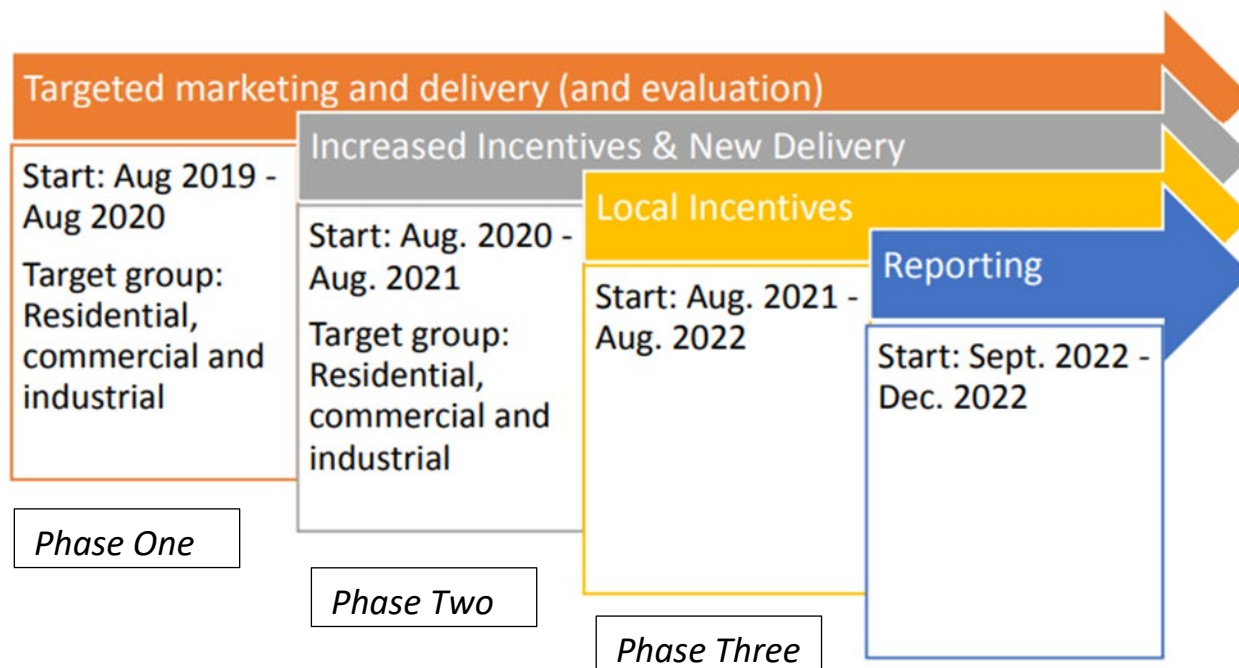 Targeted marketing and delivery (and evaluation)
Start: Aug 2019 -
Aug 2020
Target group:
Residential,
commercial and
industrial
Phase One
Increased Incentives & New Delivery
Start: Aug. 2020 -
Aug. 2021
Target group:
Residential,
commercial and
industrial
Phase Two
Local Incentives
Start: Aug. 2021 -
Aug. 2022
Phase Three
Reporting
Start: Sept. 2022 -
Dec. 2022